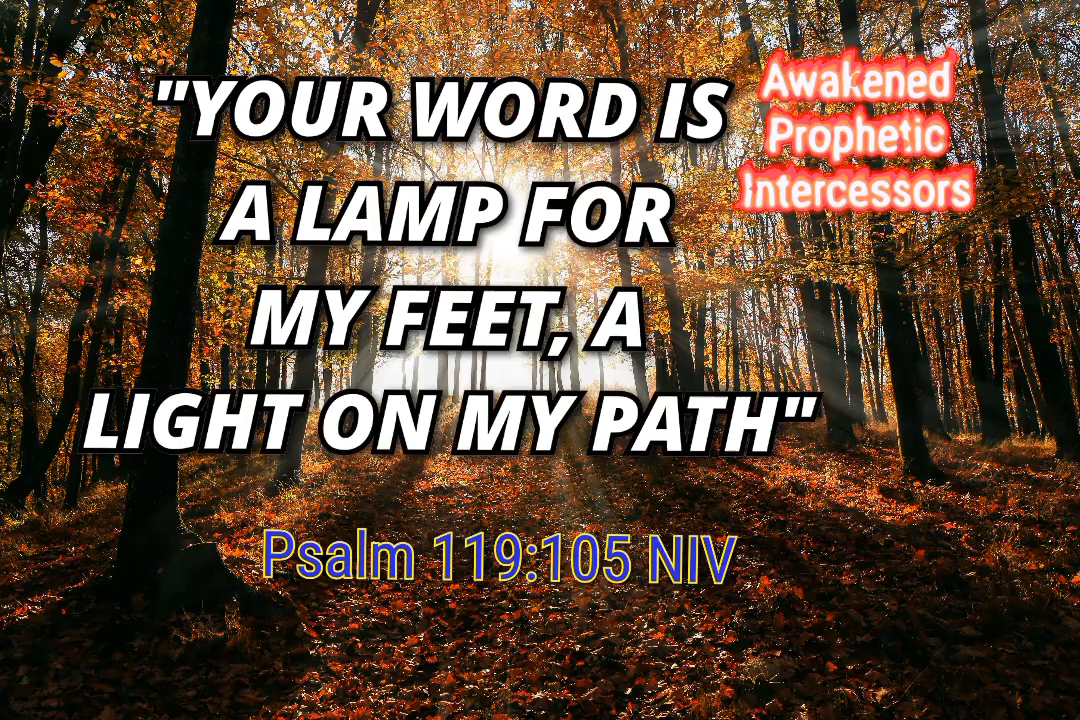 "YOUR WORD IS
A LAMP FOR
MY FEET, A
LIGHT ON MY PATH"
Awakened
Prophetic
Intercessors
Psalm 119:105 NIV